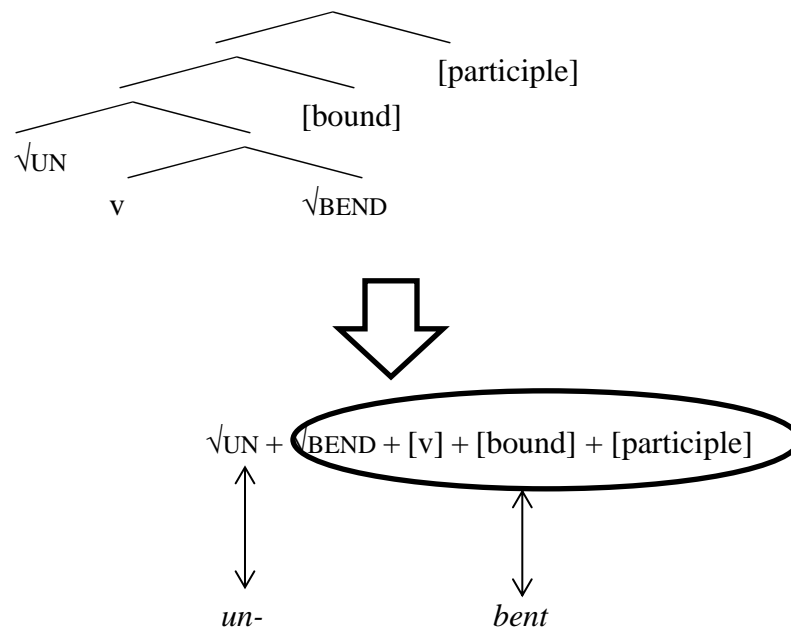 [participle]
[bound]
√UN
v √BEND
√UN + √BEND + [v] + [bound] + [participle]
un- bent